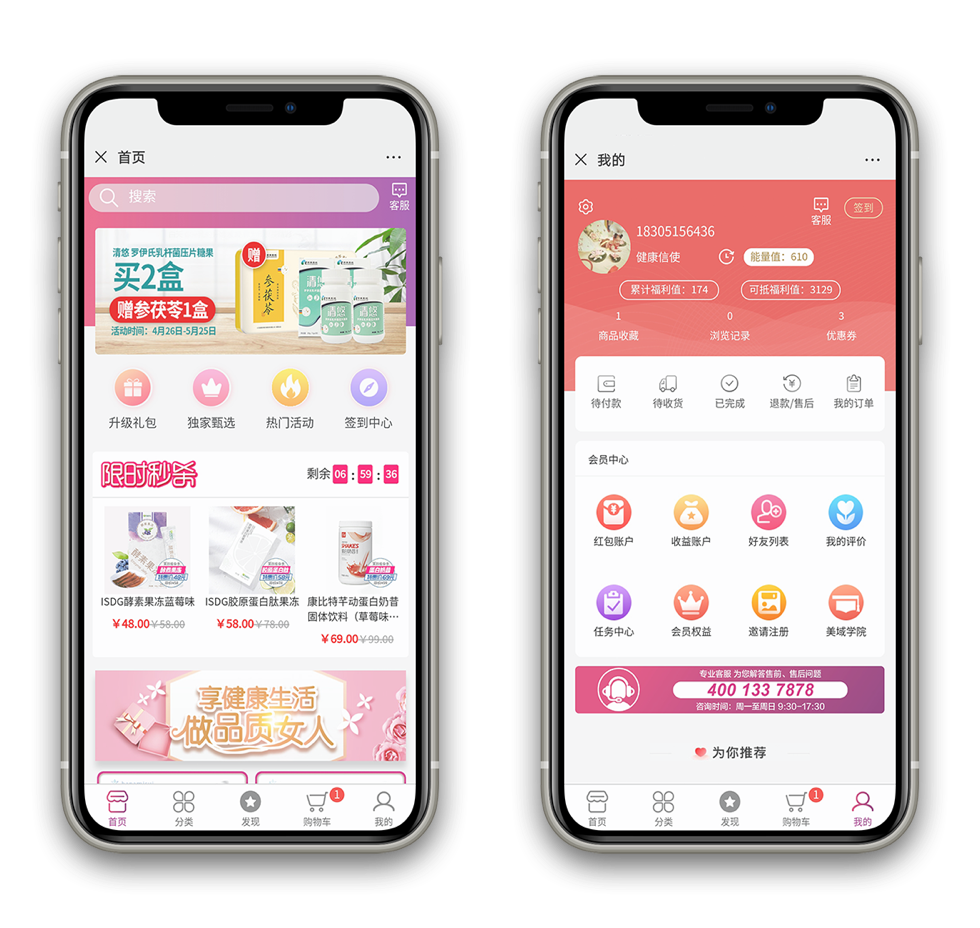 首页
搜索
客服
清悠 罗伊氏乳杆菌压片糖果
买2盒
赠参茯苓1盒
活动时间：4月26日-5月25日
赠
参茯苓
清悠
清悠
清悠
升级礼包
独家甄选
热门活动
签到中心
限时秒杀
剩余 06 : 59 : 36
ISDG酵素果冻蓝莓味
¥48.00 ¥58.00
ISDG胶原蛋白肽果冻
¥58.00 ¥78.00
康比特芊动蛋白奶昔
固体饮料（草莓味…
¥69.00 ¥99.00
享健康生活
做品质女人
首页
分类
发现
购物车
1
我的
我的
客服
签到
18305156436
健康信使
能量值：610
累计福利值：174
可抵福利值：3129
1
商品收藏
0
浏览记录
3
优惠券
待付款
待收货
已完成
退款/售后
我的订单
会员中心
红包账户
收益账户
好友列表
我的评价
任务中心
会员权益
邀请注册
美域学院
专业客服 为您解答售前、售后问题
400 133 7878
咨询时间：周一至周日 9:30~17:30
为你推荐
首页
分类
发现
购物车
1
我的